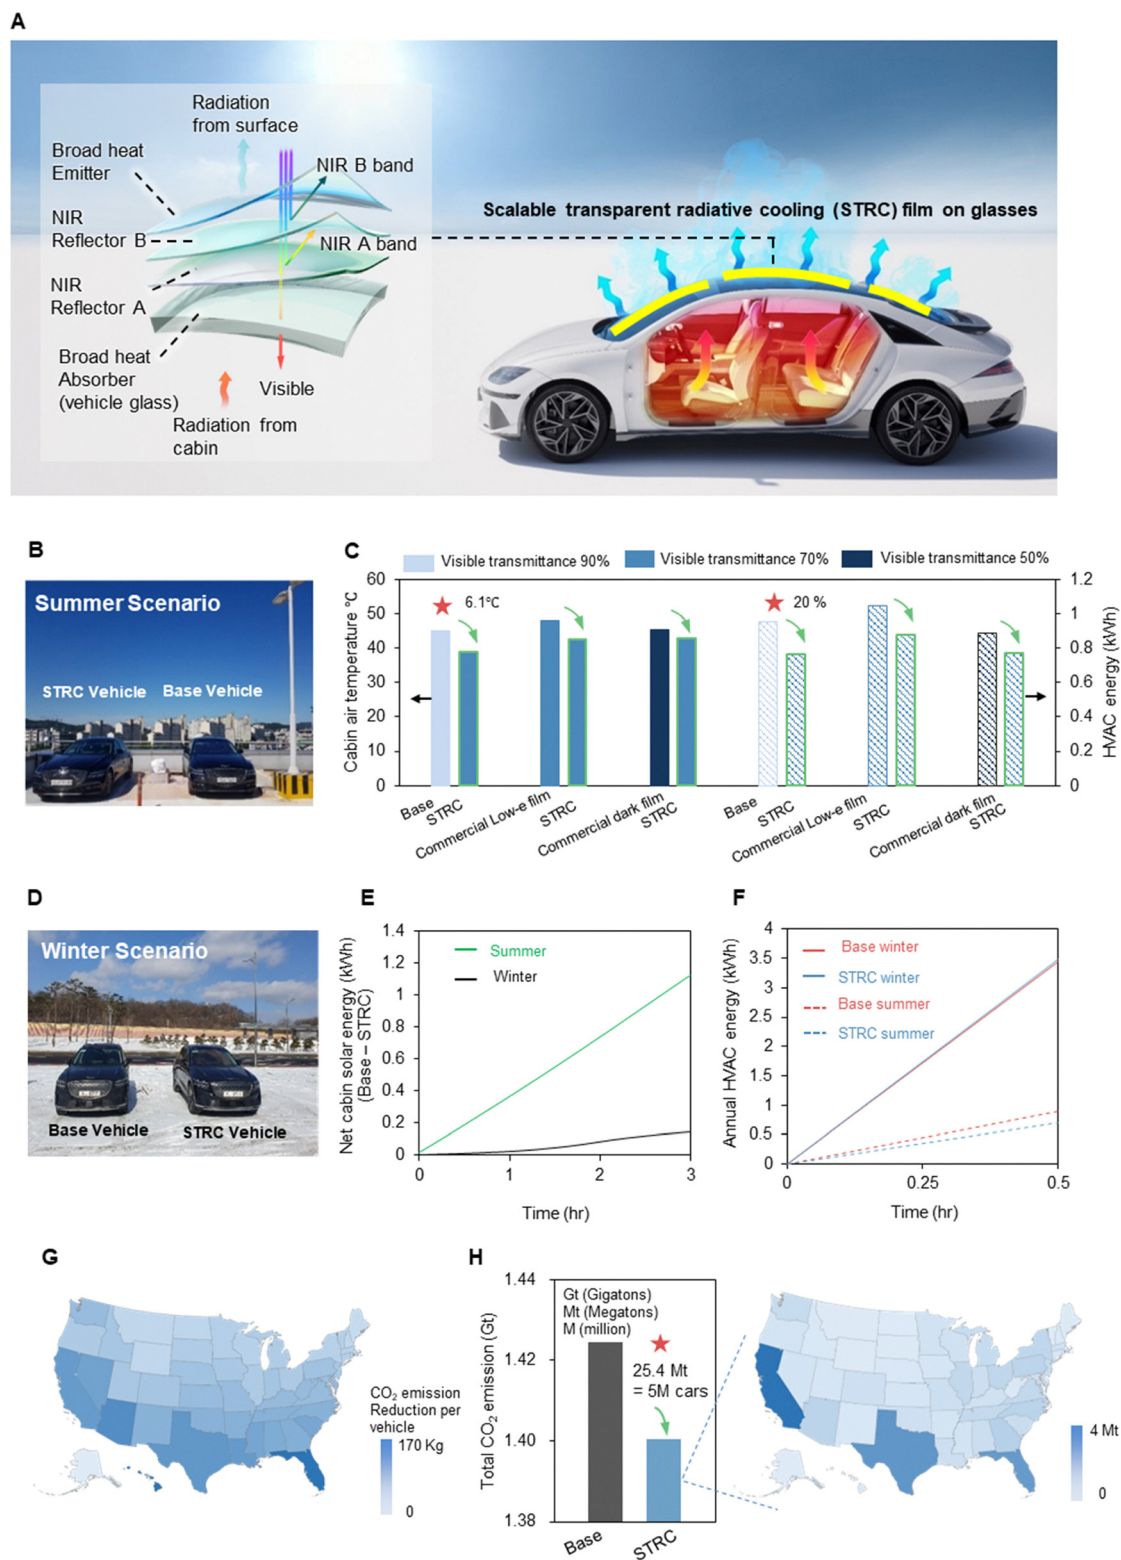 A
Radiation
from surface
Broad heat
Emitter
NIR B band
NIR
Reflector B
NIR A band
NIR
Reflector A
Broad heat
Absorber
(vehicle glass)
Visible
Radiation from
cabin
Scalable transparent radiative cooling (STRC) film on glasses
B
Summer Scenario
STRC Vehicle
Base Vehicle
C
Visible transmittance 90%
Visible transmittance 70%
Visible transmittance 50%
Cabin air temperature °C
60
50
40
30
20
10
0
6.1°C
20 %
1.2
1
0.8
0.6
0.4
0.2
0
HVAC energy (kWh)
Base
STRC
Commercial Low-e film
STRC
Commercial dark film
STRC
Base
STRC
Commercial Low-e film
STRC
Commercial dark film
STRC
D
Winter Scenario
Base Vehicle
STRC Vehicle
E
Net cabin solar energy (kWh)
(Base – STRC)
1.4
1.2
1
0.8
0.6
0.4
0.2
0
Summer
Winter
0
1
2
3
Time (hr)
F
Annual HVAC energy (kWh)
4
3.5
3
2.5
2
1.5
1
0.5
0
Base winter
STRC winter
Base summer
STRC summer
0
0.25
0.5
Time (hr)
G
CO2 emission
Reduction per
vehicle
170 Kg
0
H
Total CO2 emission (Gt)
1.44
1.42
1.40
1.38
Gt (Gigatons)
Mt (Megatons)
M (million)
25.4 Mt
= 5M cars
Base
STRC
4 Mt
0